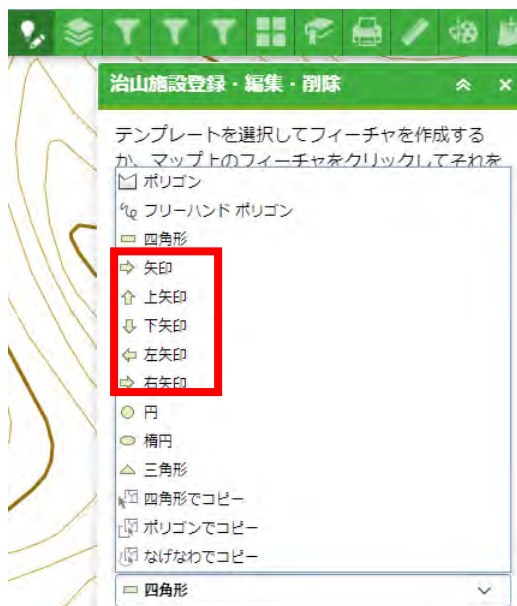 治山施設登録・編集・削除
テンプレートを選択してフィーチャを作成する
か、マップ上のフィーチャをクリックしてそれを
ポリゴン
フリーハンド ポリゴン
四角形
矢印
上矢印
下矢印
左矢印
右矢印
円
楕円
三角形
四角形でコピー
ポリゴンでコピー
なげなわでコピー
四角形